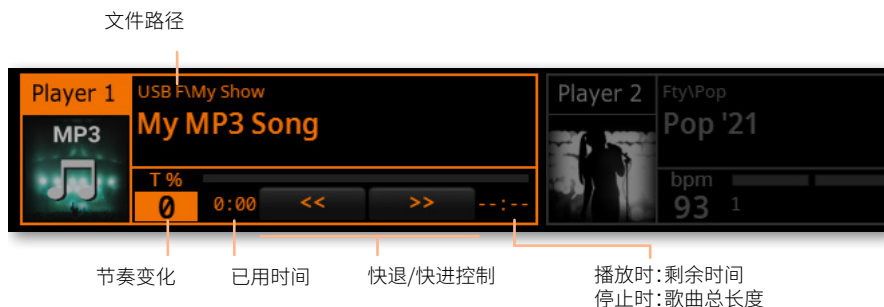 文件路径
Player 1
USB F\My Show
My MP3 Song
MP3
T %
0
0:00
<<
>>
--:--
Player 2
Fty\Pop
Pop '21
bpm
93
1
节奏变化
已用时间
快退/快进控制
播放时:剩余时间
停止时:歌曲总长度